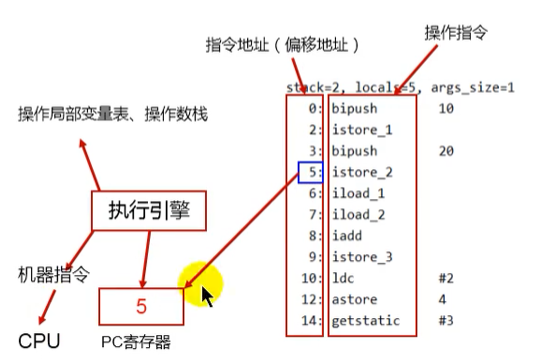 操作指令
指令地址（偏移地址）
stack=2, locals=5, args_size=1
0: bipush 10
2: istore_1
3: bipush 20
5: istore_2
6: iload_1
7: iload_2
8: iadd
9: istore_3
10: ldc #2
12: astore 4
14: getstatic #3
操作局部变量表、操作数栈
执行引擎
机器指令
5
CPU
PC寄存器